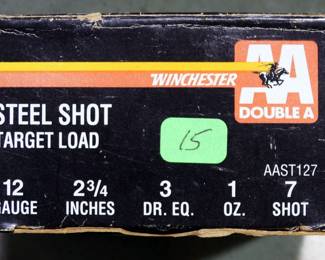 WINCHESTER
AA
DOUBLE A
STEEL SHOT
TARGET LOAD
15
AAST127
12 2¾ 3 1 7
GAUGE INCHES DR. EQ. OZ. SHOT